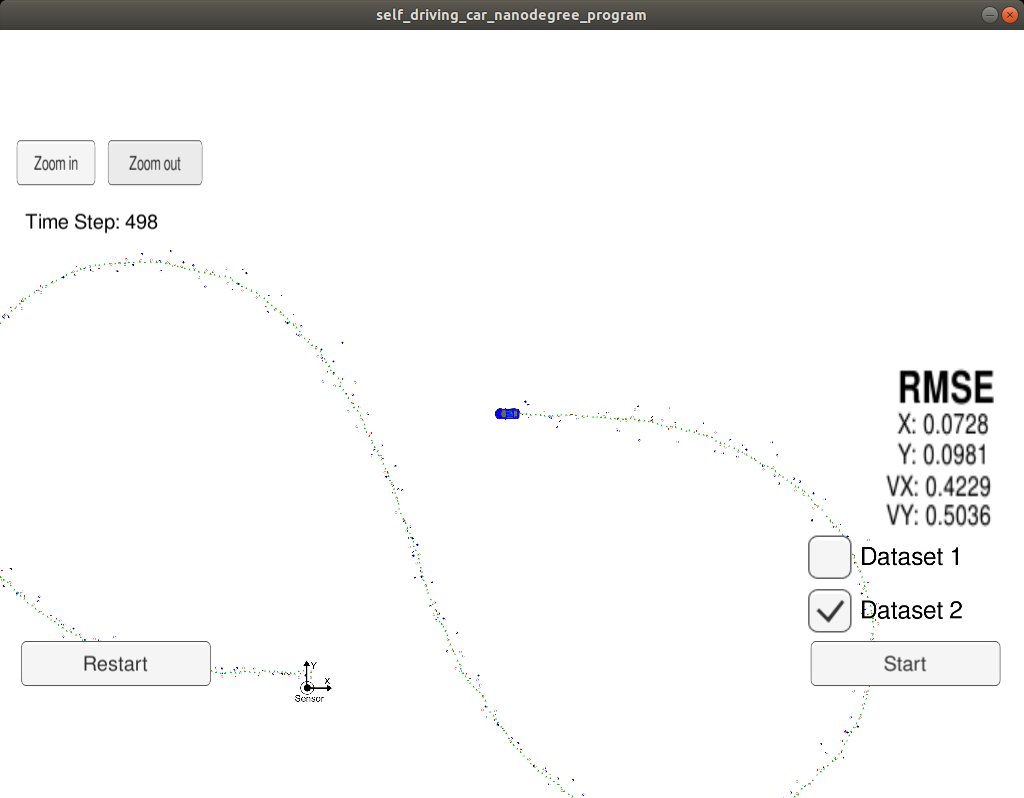 self_driving_car_nanodegree_program
Zoom in
Zoom out
Time Step: 498
RMSE
X: 0.0728
Y: 0.0981
VX: 0.4229
VY: 0.5036
Dataset 1
Dataset 2
Restart
Start
Y
X
Sensor